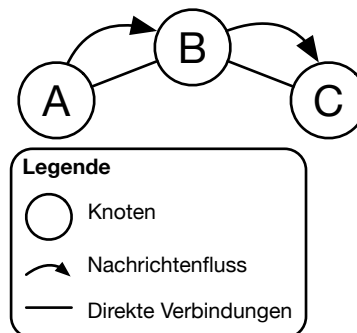 B
A
C
Legende
Knoten
Nachrichtenfluss
Direkte Verbindungen